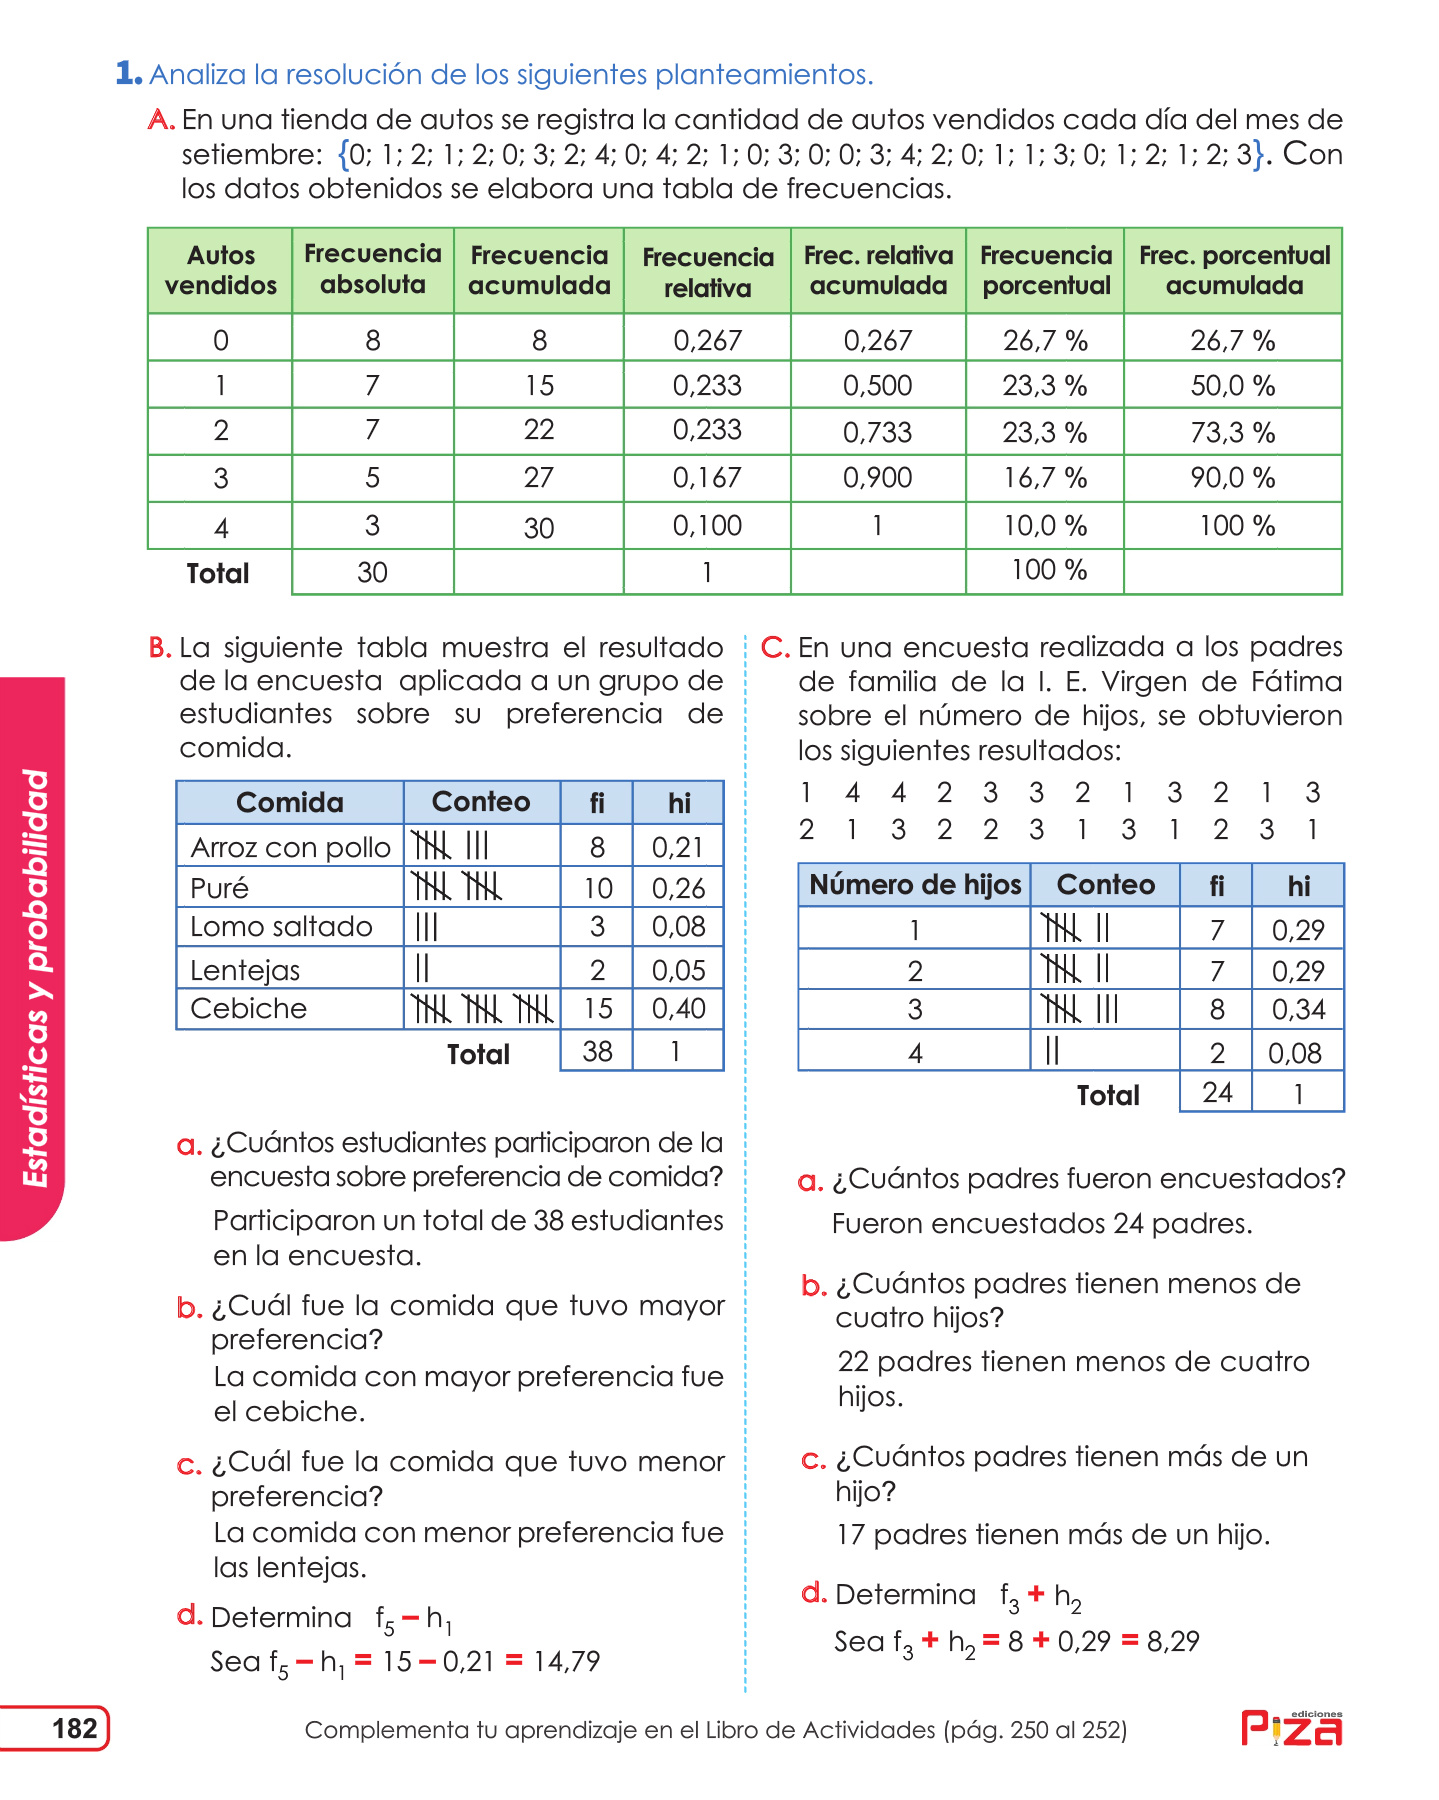 1. Analiza la resolución de los siguientes planteamientos.
A. En una tienda de autos se registra la cantidad de autos vendidos cada día del mes de
setiembre: {0; 1; 2; 1; 2; 0; 3; 2; 4; 0; 4; 2; 1; 0; 3; 0; 0; 3; 4; 2; 0; 1; 1; 3; 0; 1; 2; 1; 2; 3}. Con
los datos obtenidos se elabora una tabla de frecuencias.
Autos vendidos Frecuencia absoluta Frecuencia acumulada Frecuencia relativa Frec. relativa acumulada Frecuencia porcentual Frec. porcentual acumulada
0 8 8 0,267 0,267 26,7 % 26,7 %
1 7 15 0,233 0,500 23,3 % 50,0 %
2 7 22 0,233 0,733 23,3 % 73,3 %
3 5 27 0,167 0,900 16,7 % 90,0 %
4 3 30 0,100 1 10,0 % 100 %
Total 30 1 100 %
B. La siguiente tabla muestra el resultado
de la encuesta aplicada a un grupo de
estudiantes sobre su preferencia de
comida.
Comida Conteo fi hi
Arroz con pollo 8 0,21
Puré 10 0,26
Lomo saltado 3 0,08
Lentejas 2 0,05
Cebiche 15 0,40
Total 38 1
a. ¿Cuántos estudiantes participaron de la
encuesta sobre preferencia de comida?
Participaron un total de 38 estudiantes
en la encuesta.
b. ¿Cuál fue la comida que tuvo mayor
preferencia?
La comida con mayor preferencia fue
el cebiche.
c. ¿Cuál fue la comida que tuvo menor
preferencia?
La comida con menor preferencia fue
las lentejas.
d. Determina f5 – h1
Sea f5 – h1 = 15 – 0,21 = 14,79
C. En una encuesta realizada a los padres
de familia de la I. E. Virgen de Fátima
sobre el número de hijos, se obtuvieron
los siguientes resultados:
1 4 4 2 3 3 2 1 3 2 1 3
2 1 3 2 2 3 1 3 1 2 3 1
Número de hijos Conteo fi hi
1 7 0,29
2 7 0,29
3 8 0,34
4 2 0,08
Total 24 1
a. ¿Cuántos padres fueron encuestados?
Fueron encuestados 24 padres.
b. ¿Cuántos padres tienen menos de
cuatro hijos?
22 padres tienen menos de cuatro
hijos.
c. ¿Cuántos padres tienen más de un
hijo?
17 padres tienen más de un hijo.
d. Determina f3 + h2
Sea f3 + h2 = 8 + 0,29 = 8,29
Estadísticas y probabilidad
182
Complementa tu aprendizaje en el Libro de Actividades (pág. 250 al 252)
ediciones
Piza